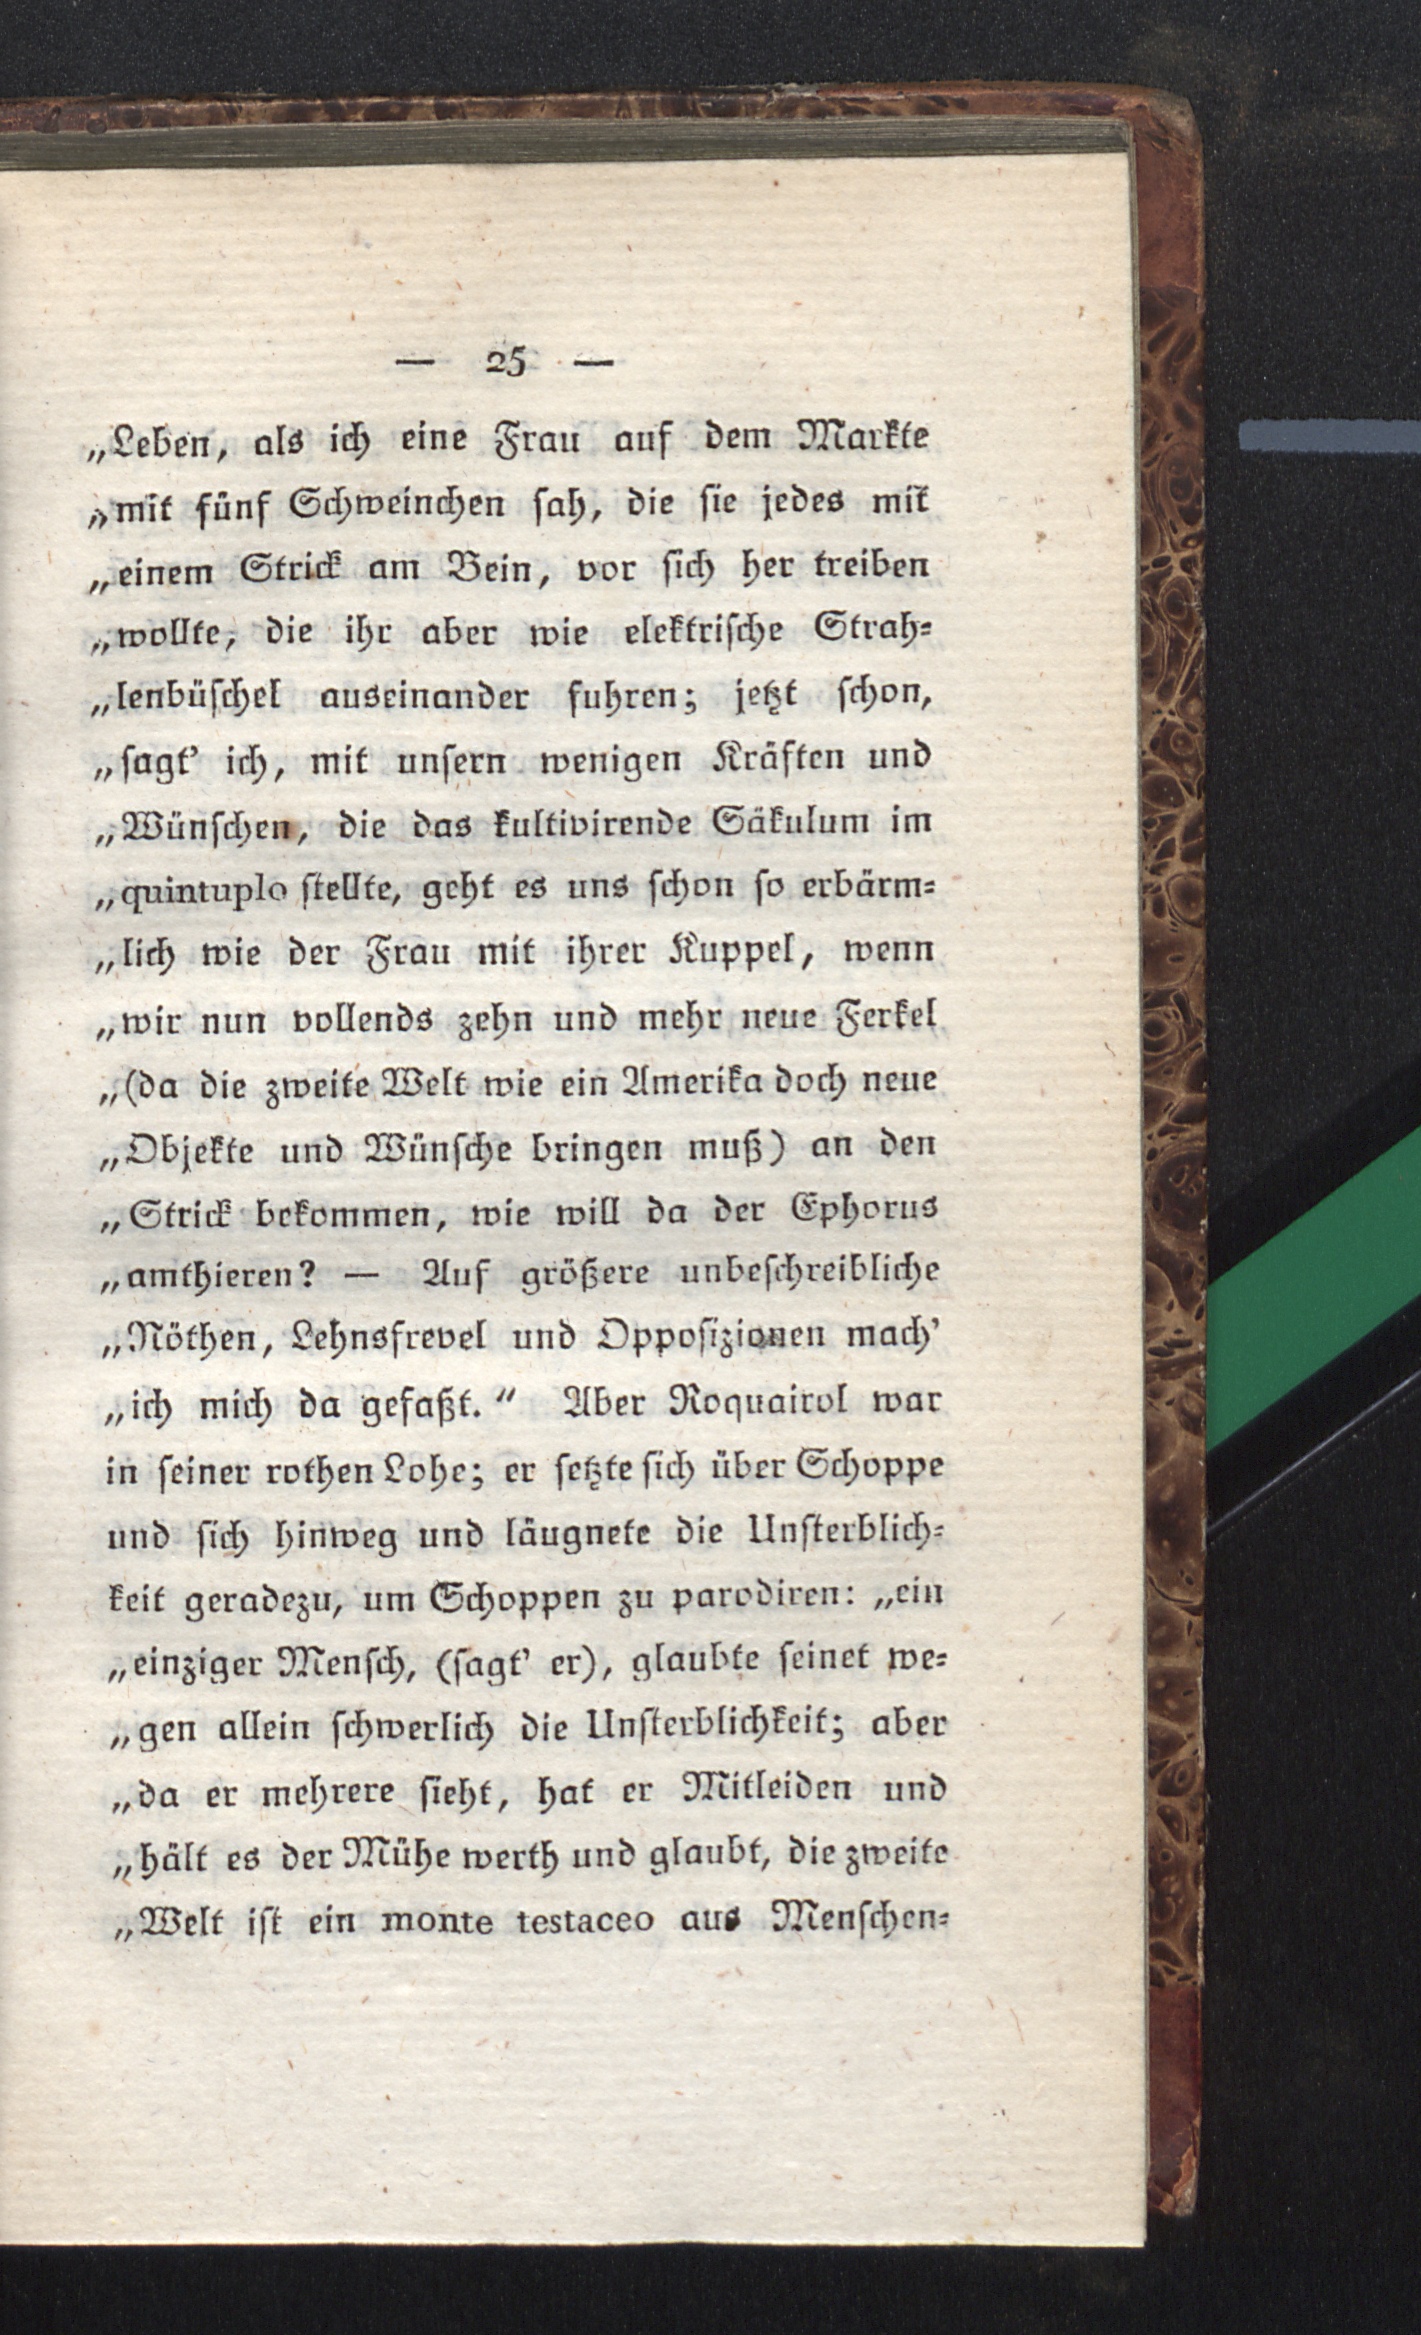 — 25 —
„Leben, als ich eine Frau auf dem Markte
„mit fünf Schweinchen ſah, die ſie jedes mit
„einem Strick am Bein, vor ſich her treiben
„wollte, die ihr aber wie elektriſche Strah⸗
„lenbüſchel auseinander fuhren; jetzt ſchon,
„ſagt’ ich, mit unſern wenigen Kräften und
„Wünſchen, die das kultivirende Säkulum im
„quintuplo ſtellte, geht es uns ſchon ſo erbärm⸗
„lich wie der Frau mit ihrer Kuppel, wenn
„wir nun vollends zehn und mehr neue Ferkel
„(da die zweite Welt wie ein Amerika doch neue
„Objekte und Wünſche bringen muß) an den
„Strick bekommen, wie will da der Ephorus
„amthieren? — Auf größere unbeſchreibliche
„Nöthen, Lehnsfrevel und Oppoſizionen mach’
„ich mich da gefaßt.“ Aber Roquairol war
in ſeiner rothen Lohe; er ſetzte ſich über Schoppe
und ſich hinweg und läugnete die Unſterblich⸗
keit geradezu, um Schoppen zu parodiren: „ein
„einziger Menſch, (ſagt’ er), glaubte ſeinet we⸗
„gen allein ſchwerlich die Unſterblichkeit; aber
„da er mehrere ſieht, hat er Mitleiden und
„hält es der Mühe werth und glaubt, die zweite
„Welt iſt ein monte testaceo aus Menſchen⸗